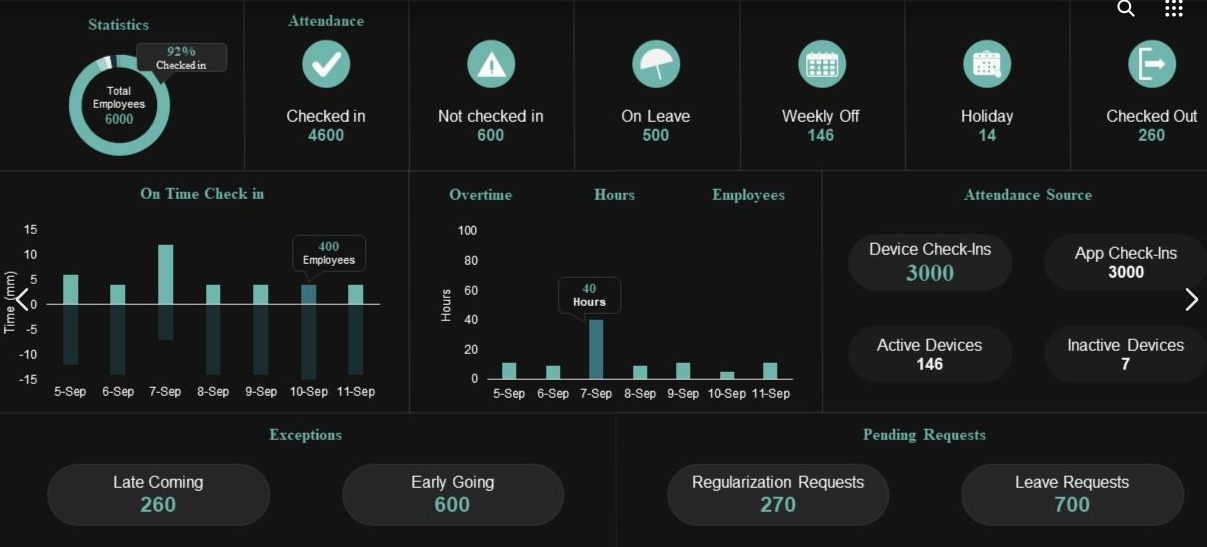 Statistics
92%
Checked in
Total
Employees
6000
Attendance
Checked in
4600
Not checked in
600
On Leave
500
Weekly Off
146
Holiday
14
Checked Out
260
On Time Check in
400
Employees
Time (mm)
15
10
5
0
-5
-10
-15
5-Sep 6-Sep 7-Sep 8-Sep 9-Sep 10-Sep 11-Sep
Overtime Hours Employees
40
Hours
Hours
100
80
60
40
20
0
5-Sep 6-Sep 7-Sep 8-Sep 9-Sep 10-Sep 11-Sep
Attendance Source
Device Check-Ins
3000
App Check-Ins
3000
Active Devices
146
Inactive Devices
7
Exceptions
Late Coming
260
Early Going
600
Pending Requests
Regularization Requests
270
Leave Requests
700